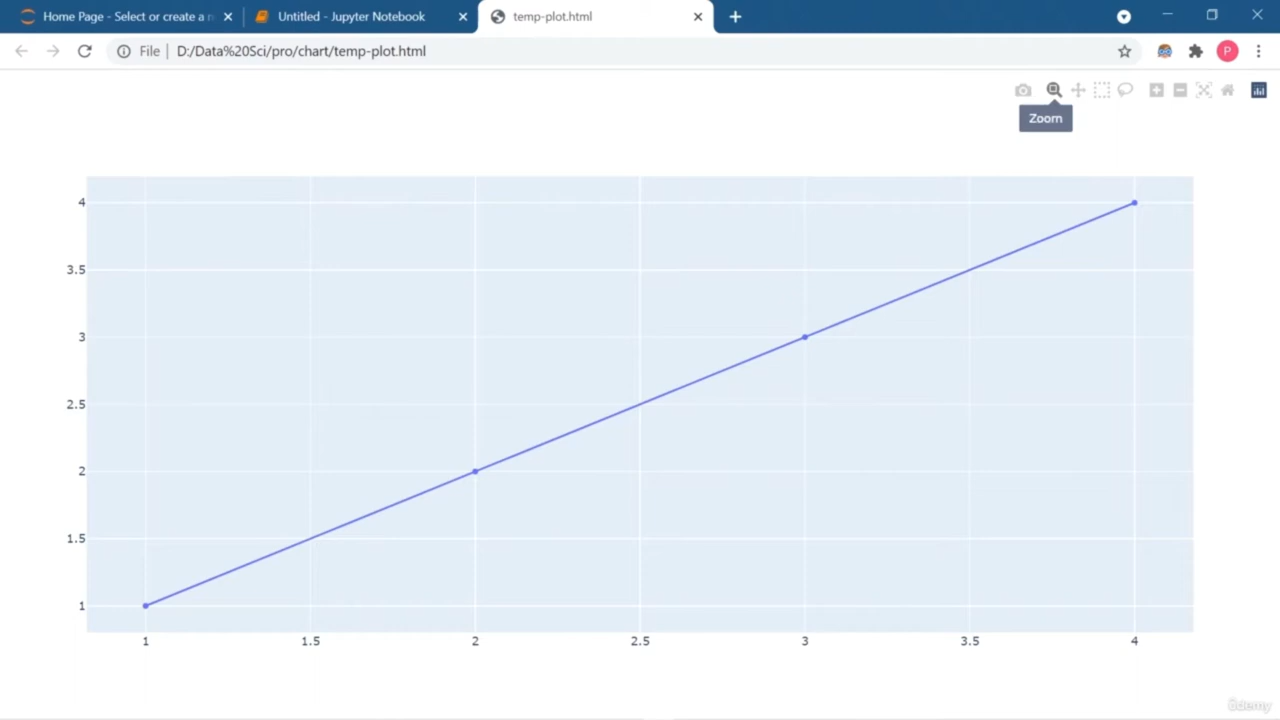 Home Page - Select or create a n
Untitled - Jupyter Notebook
temp-plot.html
File
D:/Data%20Sci/pro/chart/temp-plot.html
P
Zoom
4
3.5
3
2.5
2
1.5
1
1 1.5 2 2.5 3 3.5 4
ûdemy